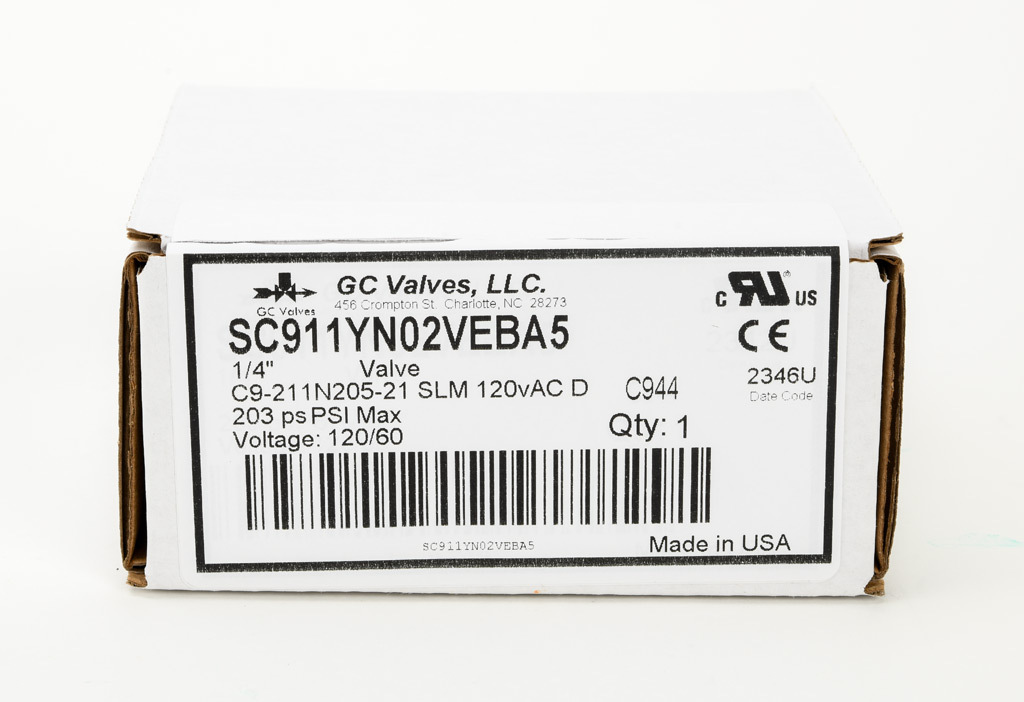 GC Valves
GC Valves, LLC.
456 Crompton St. Charlotte, NC 28273
SC911YN02VEBA5
1/4" Valve
C9-211N205-21 SLM 120vAC D C944
203 ps PSI Max
Voltage: 120/60
Qty: 1
c RU ® US
CE
2346U
Date Code
SC911YN02VEBA5
Made in USA